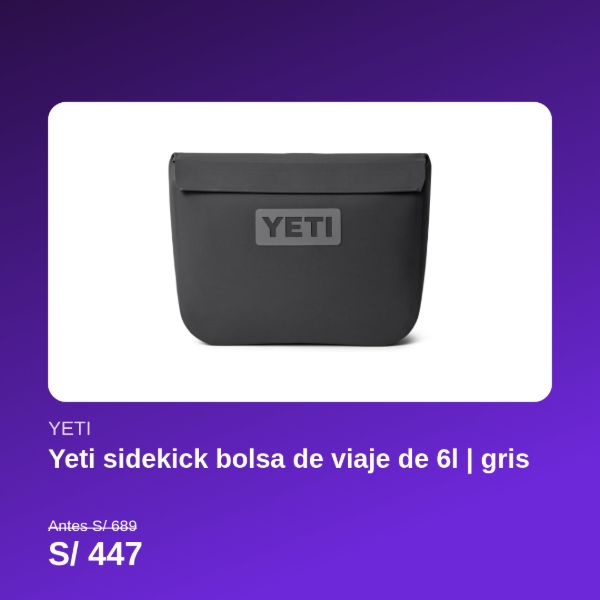 YETI
YETI
Yeti sidekick bolsa de viaje de 6l | gris
Antes S/ 689
S/ 447